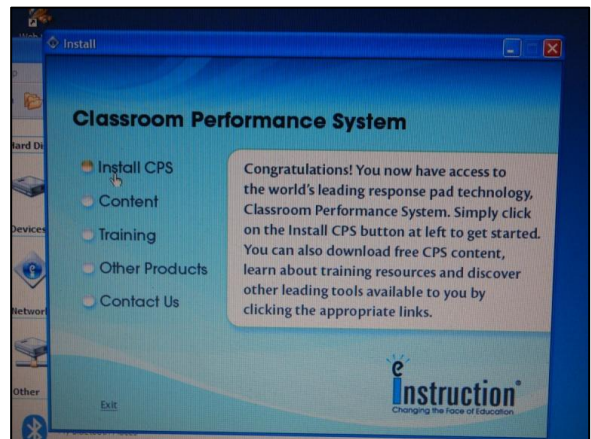 Install
Classroom Performance System
Install CPS
Content
Training
Other Products
Contact Us
Exit
Congratulations! You now have access to
the world's leading response pad technology,
Classroom Performance System. Simply click
on the Install CPS button at left to get started.
You can also download free CPS content,
learn about training resources and discover
other leading tools available to you by
clicking the appropriate links.
eInstruction®
Changing the Face of Education
Hard Di
Devices
Networ
Other